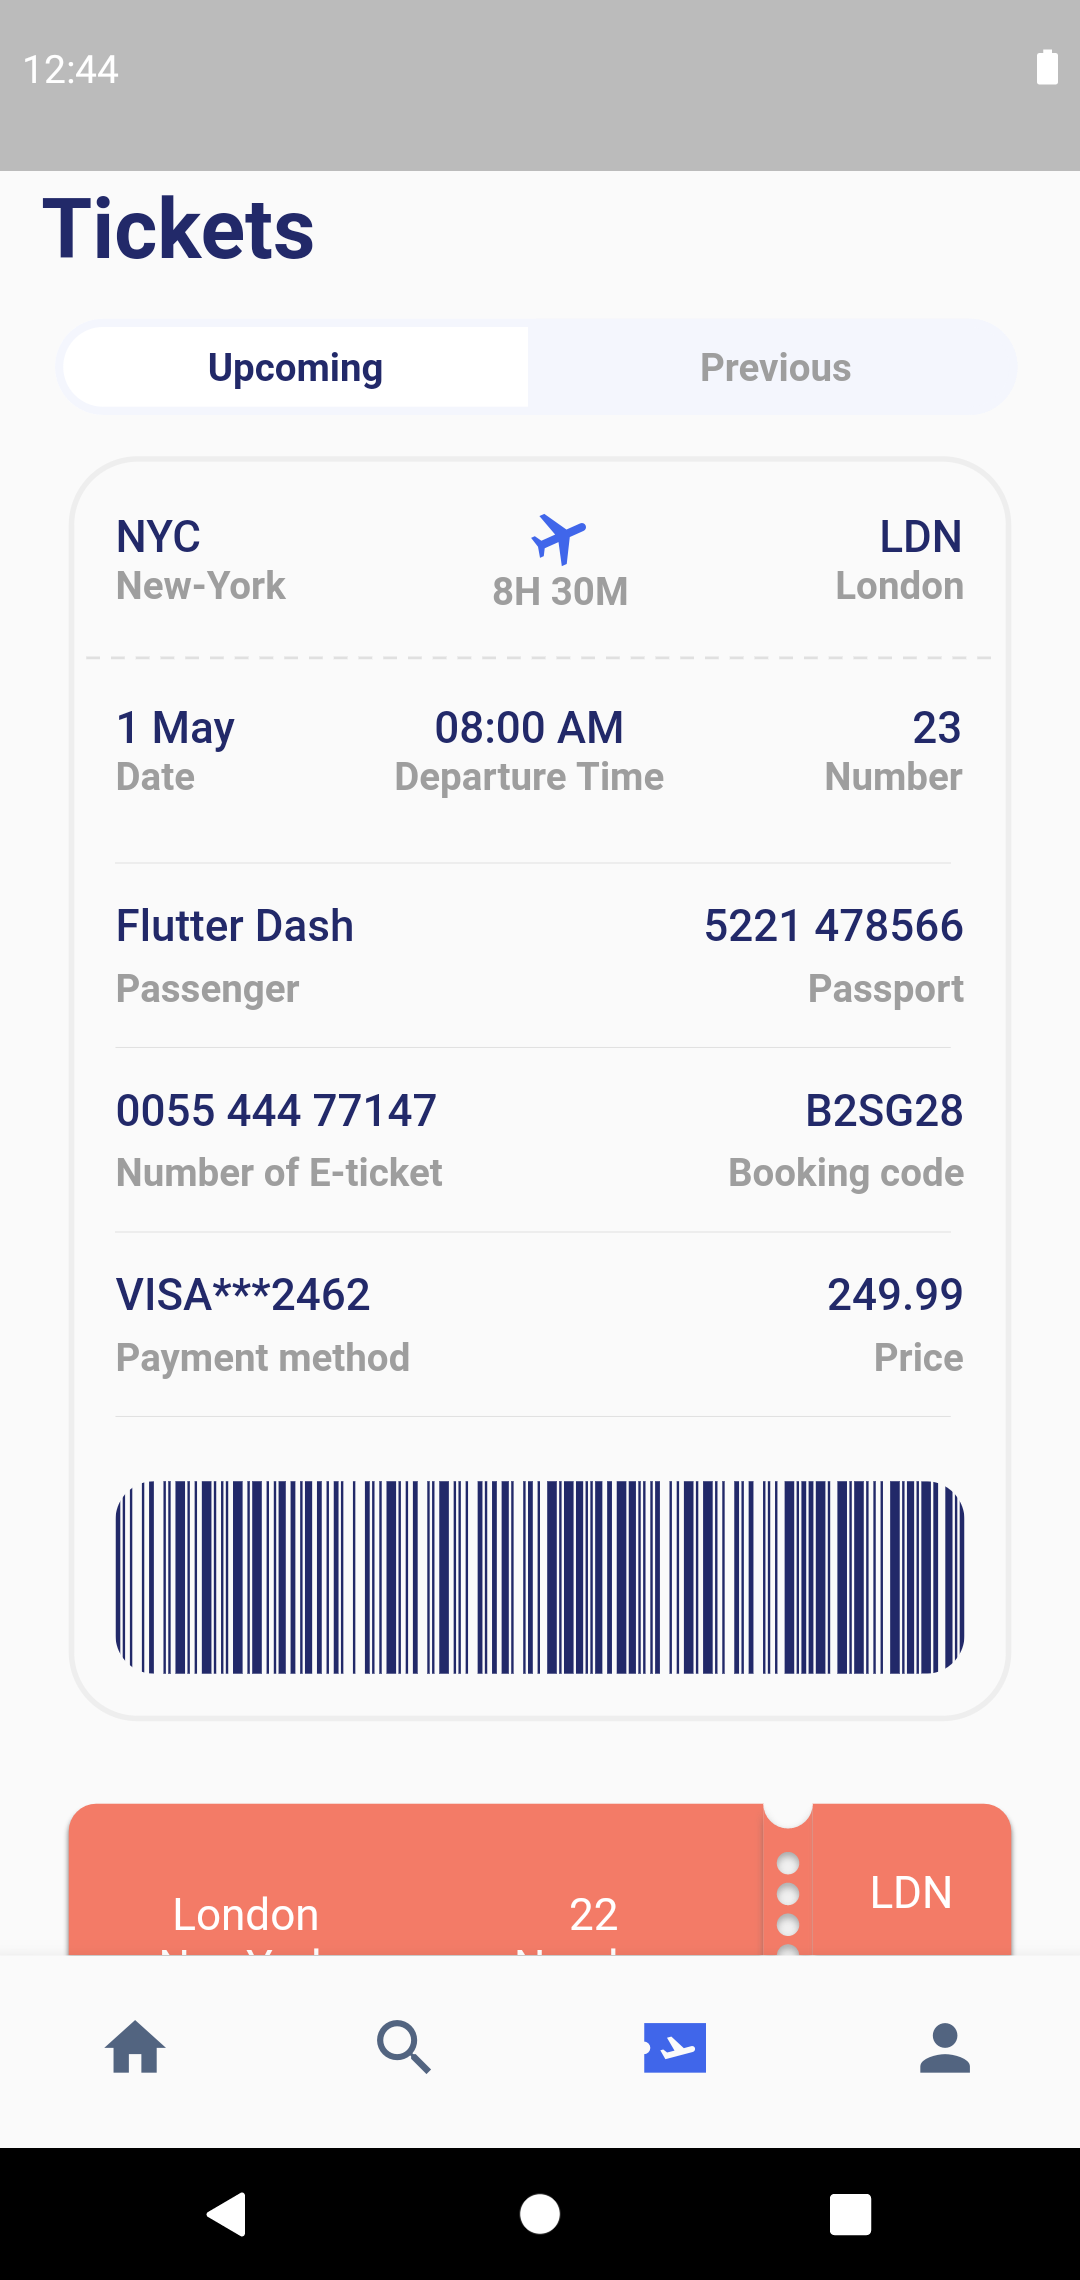 12:44
Tickets
Upcoming Previous
NYC LDN
New-York 8H 30M London
1 May 08:00 AM 23
Date Departure Time Number
Flutter Dash 5221 478566
Passenger Passport
0055 444 77147 B2SG28
Number of E-ticket Booking code
VISA***2462 249.99
Payment method Price
London 22 LDN